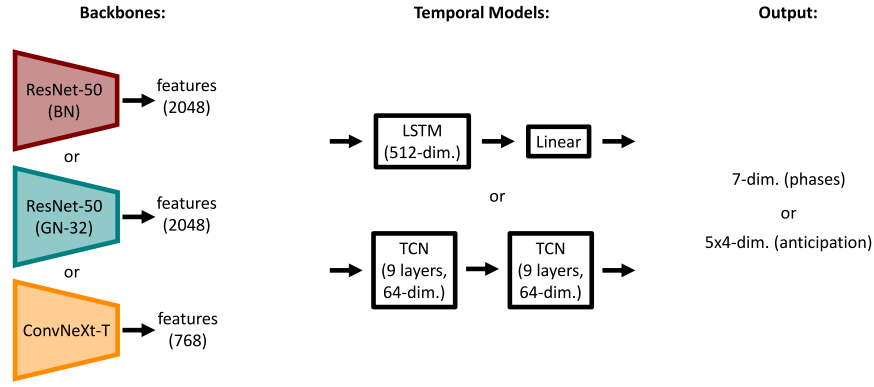 Backbones:
Temporal Models:
Output:
ResNet-50
(BN)
features
(2048)
or
ResNet-50
(GN-32)
features
(2048)
or
ConvNeXt-T
features
(768)
LSTM
(512-dim.)
Linear
or
TCN
(9 layers,
64-dim.)
TCN
(9 layers,
64-dim.)
7-dim. (phases)
or
5x4-dim. (anticipation)